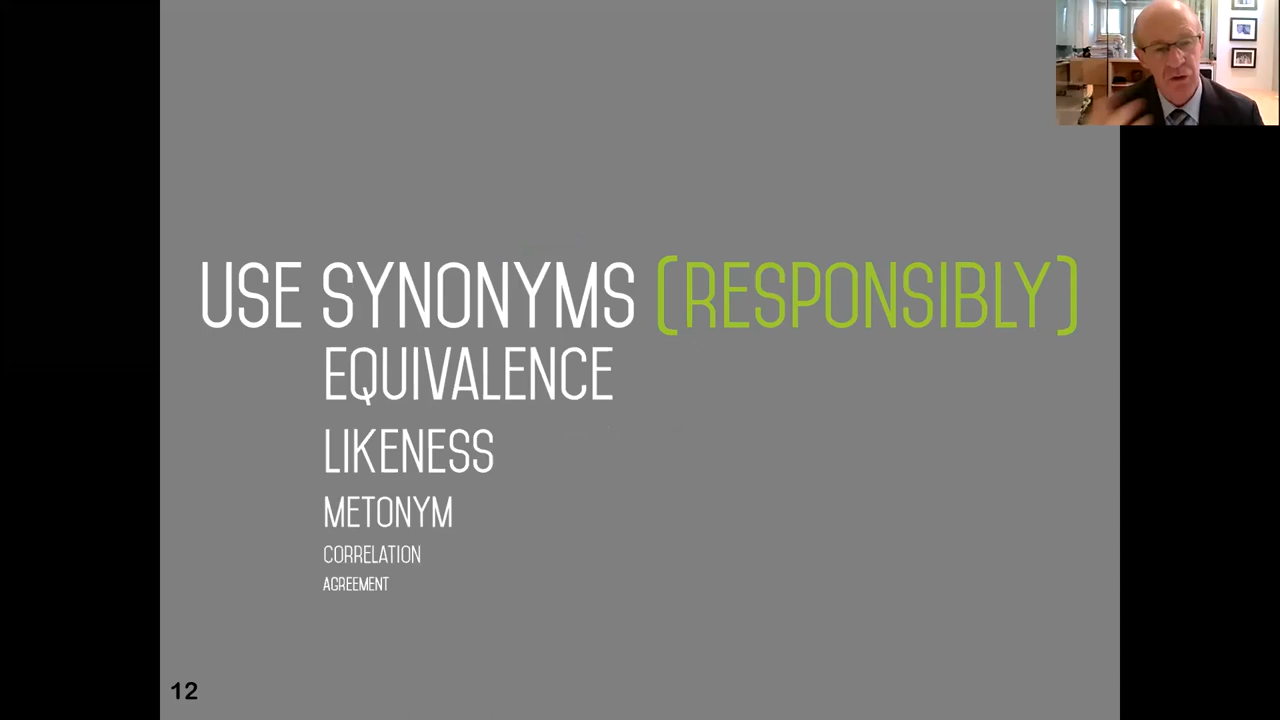 USE SYNONYMS (RESPONSIBLY)
EQUIVALENCE
LIKENESS
METONYM
CORRELATION
AGREEMENT
12